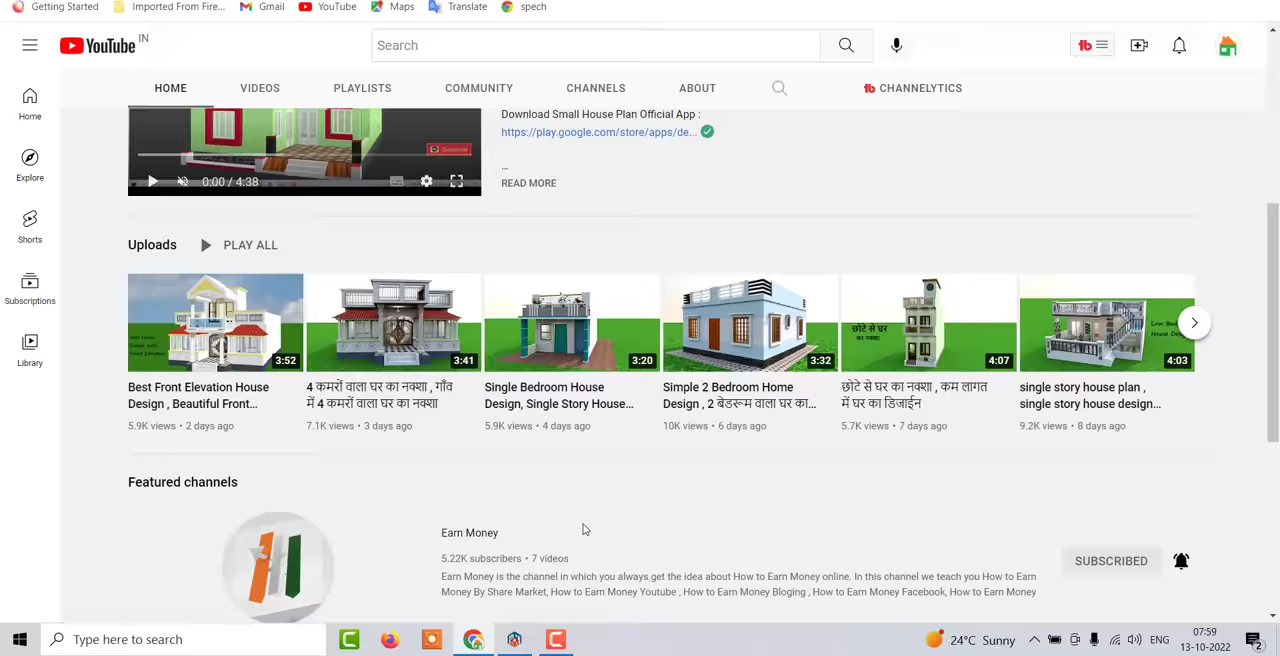 Getting Started Imported From Fire... Gmail YouTube Maps Translate spech
YouTube IN
Search
tb
HOME VIDEOS PLAYLISTS COMMUNITY CHANNELS ABOUT tb CHANNELYTICS
Home
Explore
Shorts
Subscriptions
Library
Download Small House Plan Official App :
https://play.google.com/store/apps/de...
...
READ MORE
0:00 / 4:38
Uploads PLAY ALL
3:52
3:41
3:20
3:32
छोटे से घर
का नक्शा
4:07
4:03
Best Front Elevation House
Design , Beautiful Front...
5.9K views • 2 days ago
4 कमरों वाला घर का नक्शा , गाँव
में 4 कमरों वाला घर का नक्शा
7.1K views • 3 days ago
Single Bedroom House
Design, Single Story House...
5.9K views • 4 days ago
Simple 2 Bedroom Home
Design , 2 बेडरूम वाला घर का...
10K views • 6 days ago
छोटे से घर का नक्शा , कम लागत
में घर का डिजाईन
5.7K views • 7 days ago
single story house plan ,
single story house design...
9.2K views • 8 days ago
Featured channels
Earn Money
5.22K subscribers • 7 videos
Earn Money is the channel in which you always get the idea about How to Earn Money online. In this channel we teach you How to Earn
Money By Share Market, How to Earn Money Youtube , How to Earn Money Bloging , How to Earn Money Facebook, How to Earn Money
SUBSCRIBED
Type here to search
24°C Sunny
ENG
07:59
13-10-2022
2